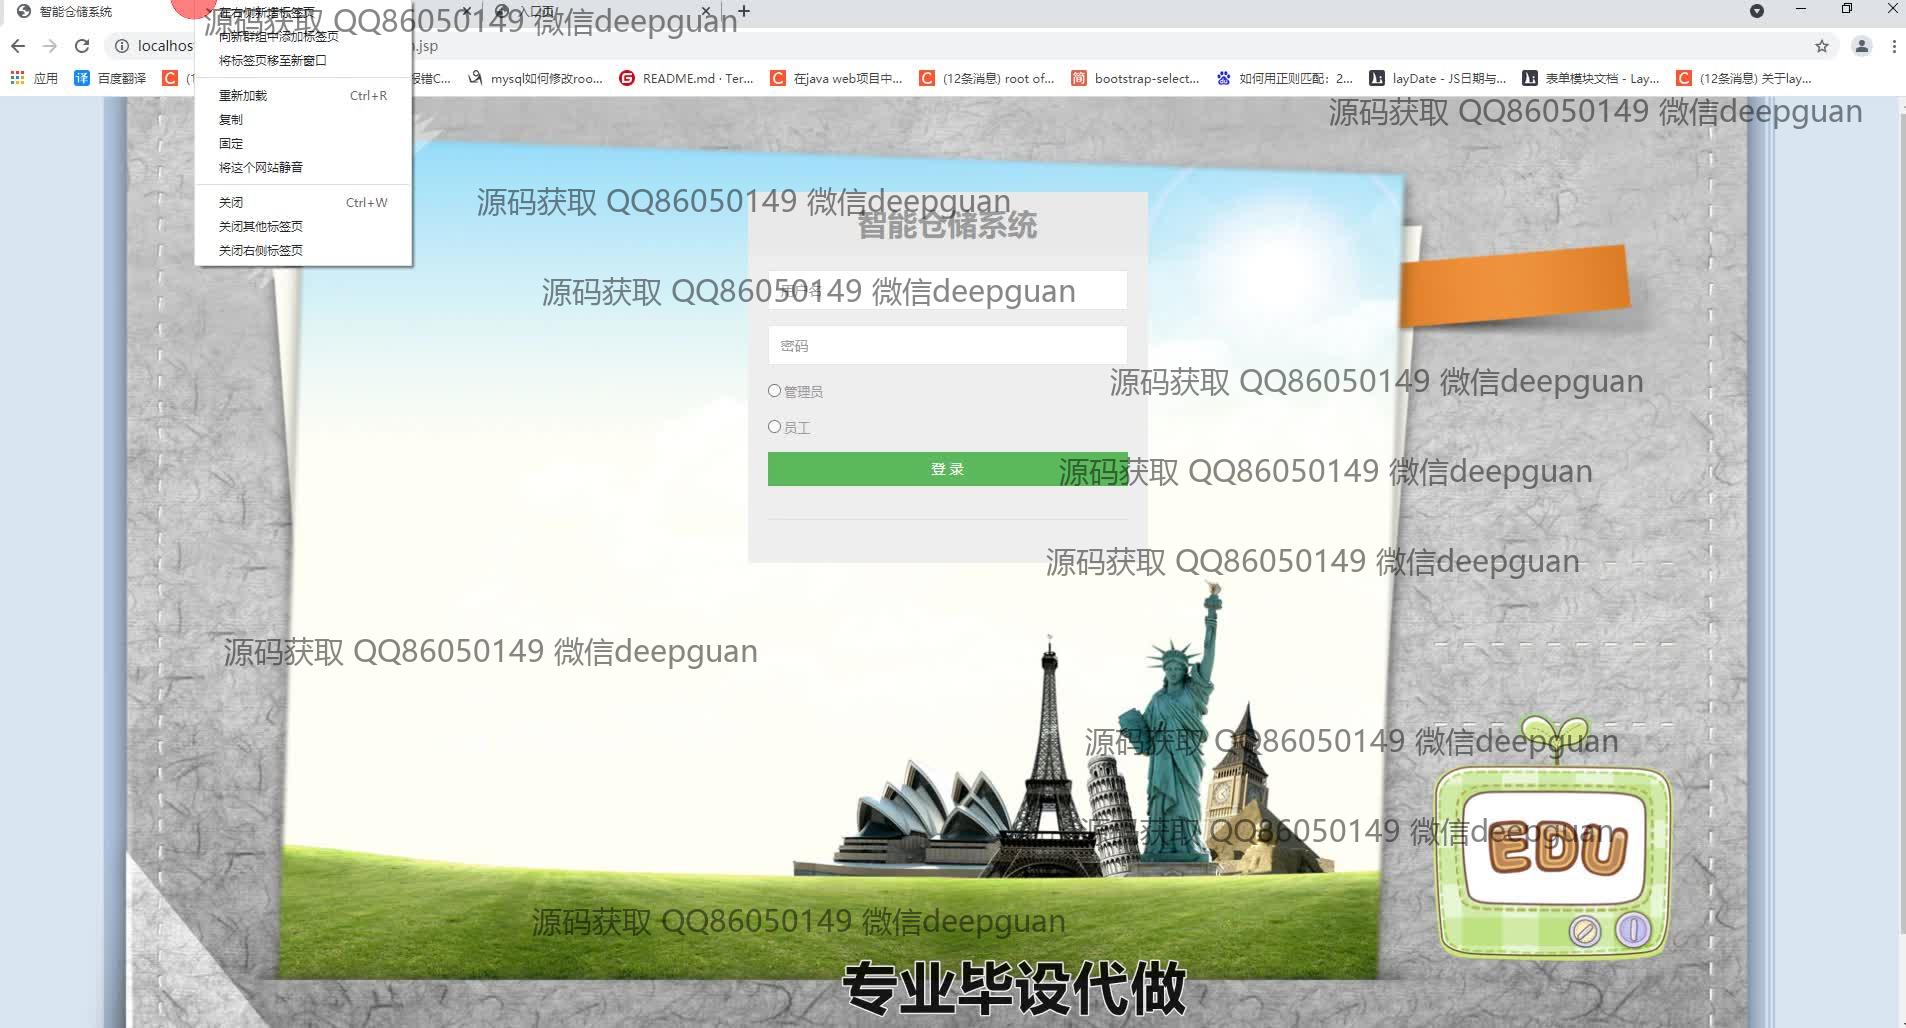 智能仓储系统
入口页
在右侧新增标签页
源码获取 QQ86050149 微信deepguan
向新群组中添加标签页
localhos
.jsp
将标签页移至新窗口
应用
百度翻译
报错C...
mysql如何修改roo...
README.md · Ter...
在java web项目中...
(12条消息) root of...
bootstrap-select...
如何用正则匹配：2...
layDate - JS日期与...
表单模块文档 - Lay...
(12条消息) 关于lay...
重新加载 Ctrl+R
源码获取 QQ86050149 微信deepguan
复制
固定
将这个网站静音
关闭 Ctrl+W
源码获取 QQ86050149 微信deepguan
智能仓储系统
关闭其他标签页
关闭右侧标签页
用户名
源码获取 QQ86050149 微信deepguan
密码
源码获取 QQ86050149 微信deepguan
管理员
员工
登 录
源码获取 QQ86050149 微信deepguan
源码获取 QQ86050149 微信deepguan
源码获取 QQ86050149 微信deepguan
源码获取 QQ86050149 微信deepguan
源码获取 QQ86050149 微信deepguan
EDU
源码获取 QQ86050149 微信deepguan
专业毕设代做